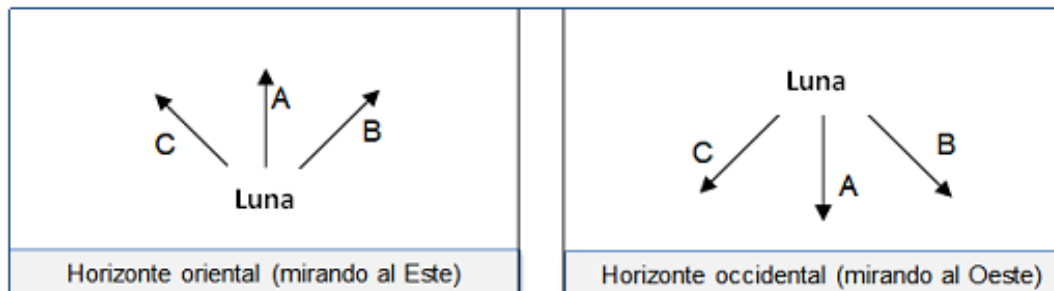 A
C
B
Luna
Horizonte oriental (mirando al Este)
Luna
C
B
A
Horizonte occidental (mirando al Oeste)